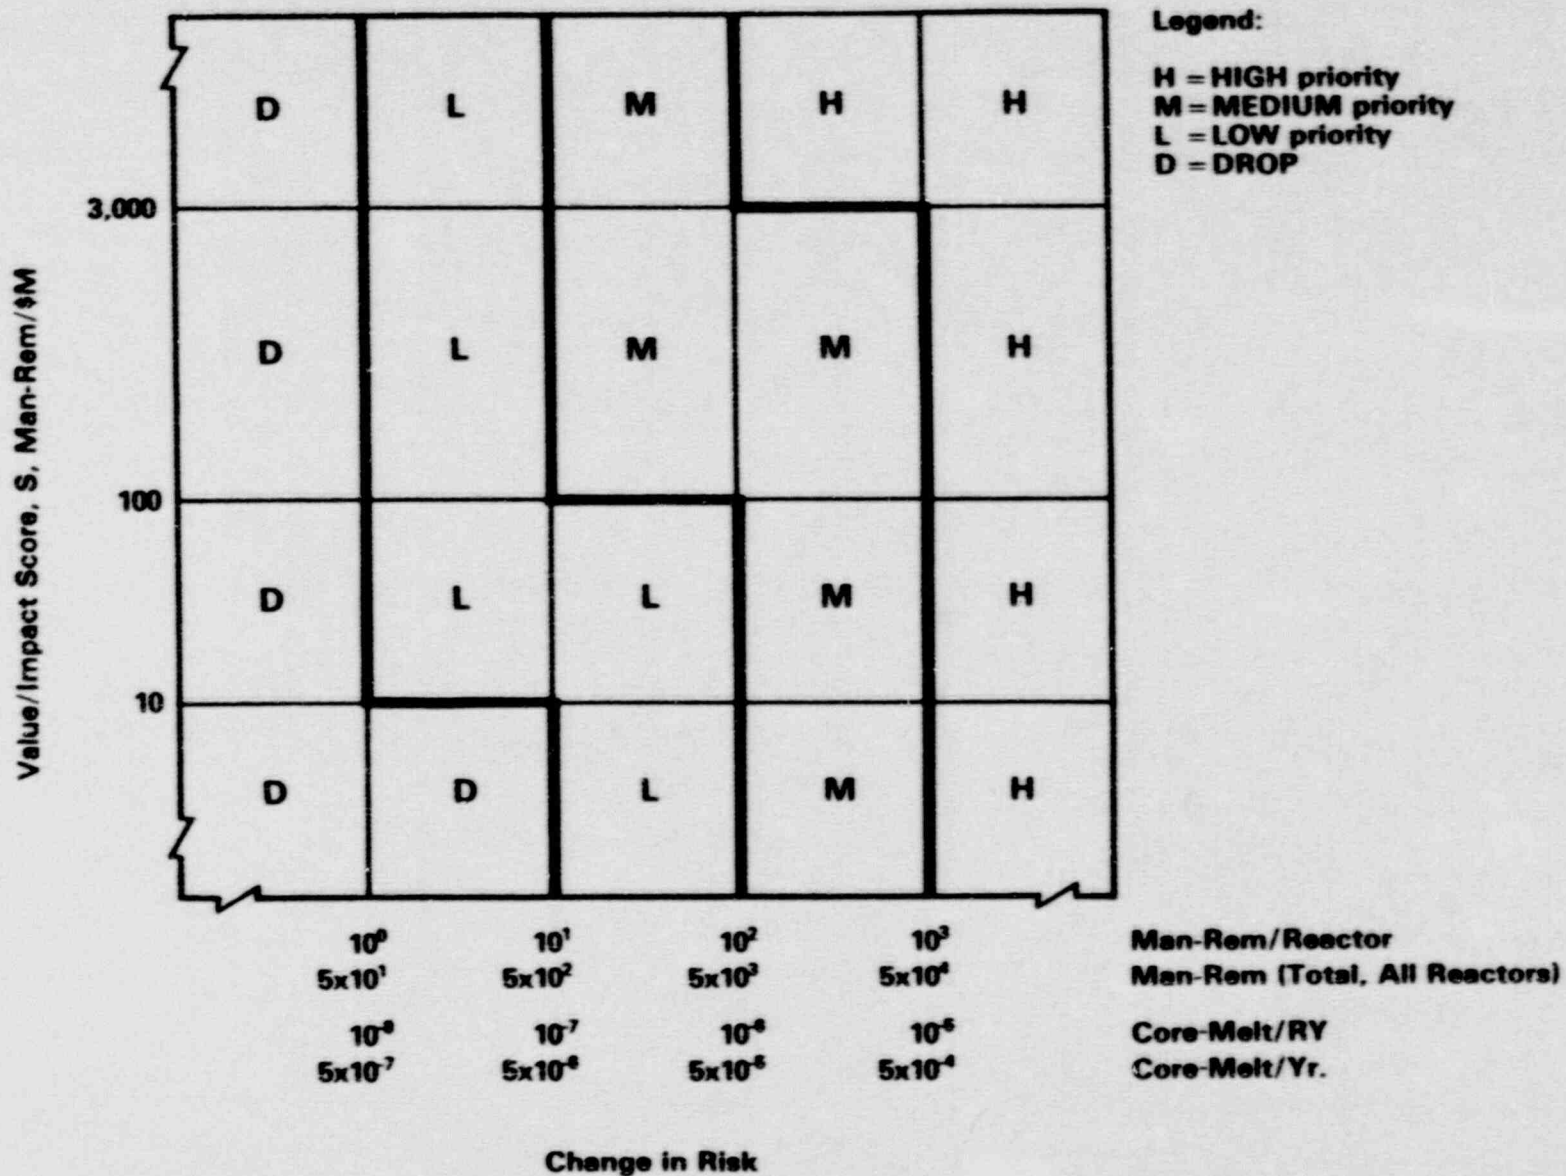 Legend:
H = HIGH priority
M = MEDIUM priority
L = LOW priority
D = DROP
Value/Impact Score, S, Man-Rem/$M
D L M H H
3,000
D L M M H
100
D L L M H
10
D D L M H
10⁰ 10¹ 10² 10³ Man-Rem/Reactor
5x10¹ 5x10² 5x10³ 5x10⁴ Man-Rem (Total, All Reactors)
10⁻⁸ 10⁻⁷ 10⁻⁶ 10⁻⁵ Core-Melt/RY
5x10⁻⁷ 5x10⁻⁶ 5x10⁻⁵ 5x10⁻⁴ Core-Melt/Yr.
Change in Risk